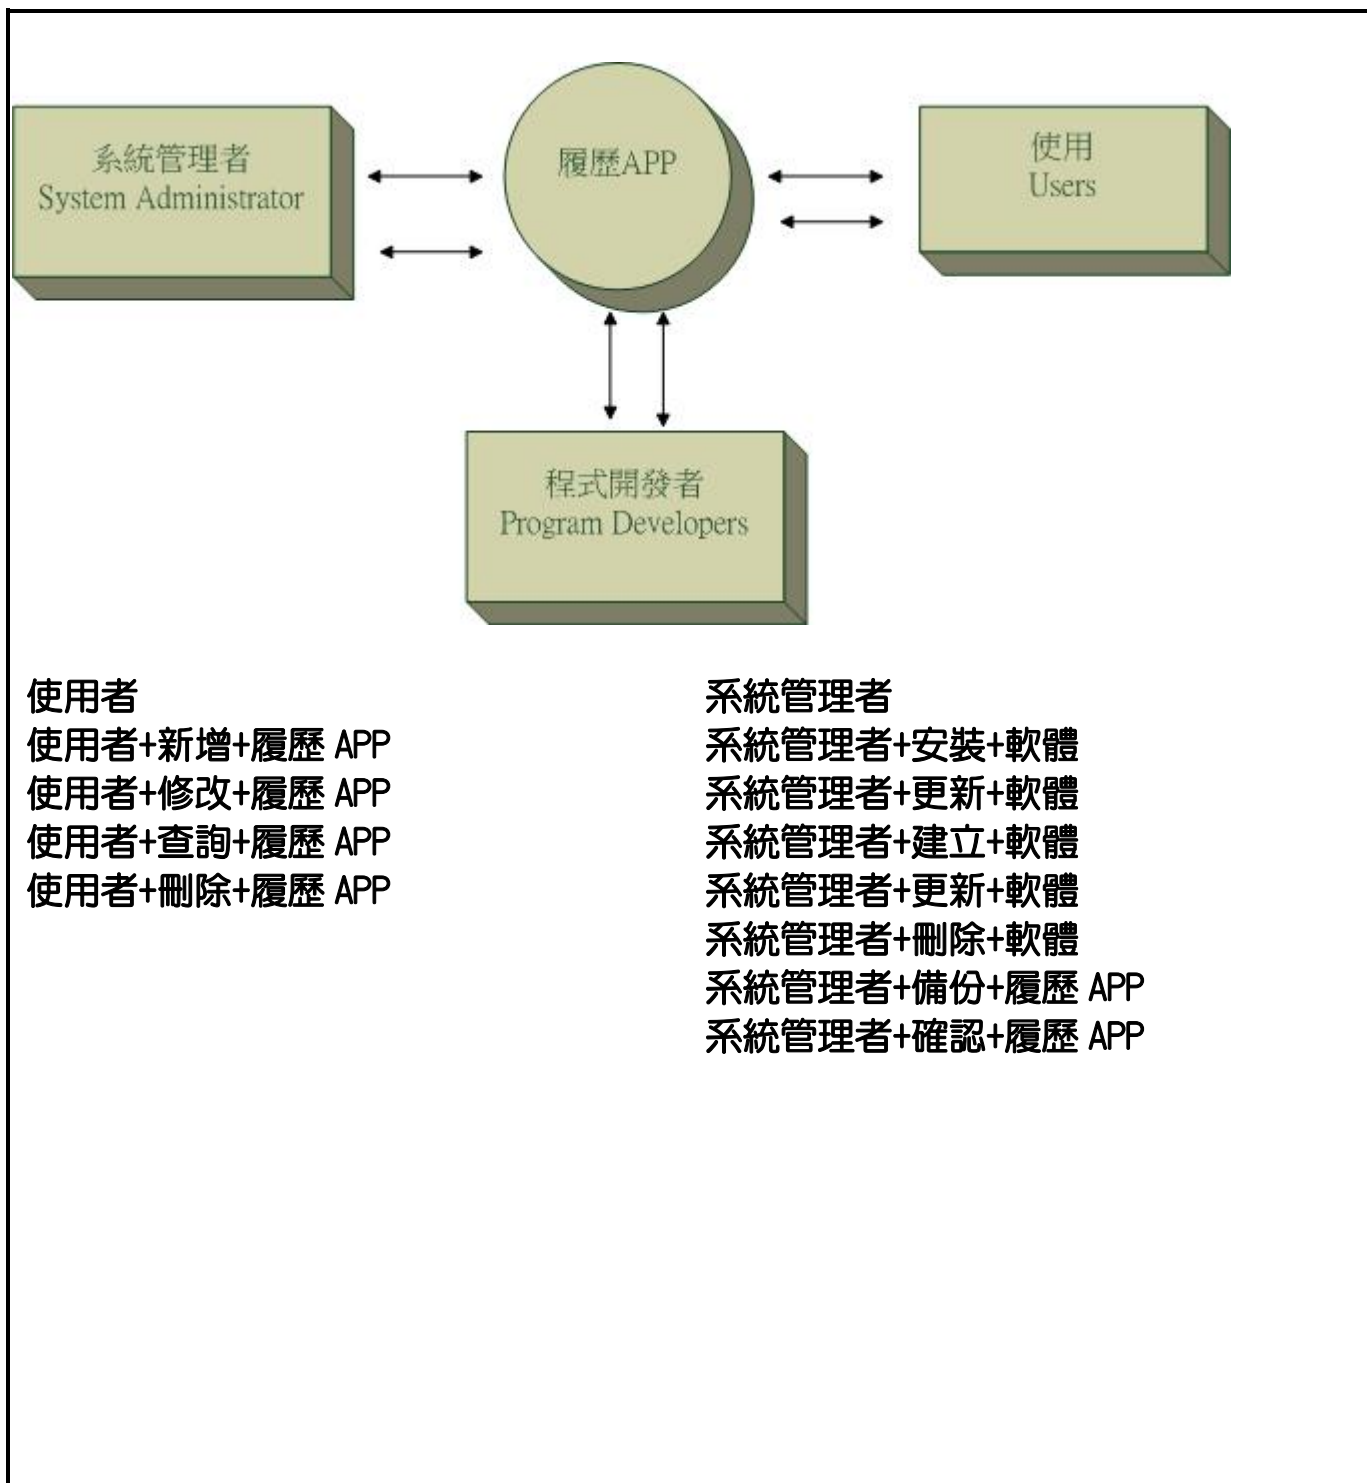 系統管理者
System Administrator
履歷APP
使用
Users
程式開發者
Program Developers
使用者
使用者+新增+履歷 APP
使用者+修改+履歷 APP
使用者+查詢+履歷 APP
使用者+刪除+履歷 APP
系統管理者
系統管理者+安裝+軟體
系統管理者+更新+軟體
系統管理者+建立+軟體
系統管理者+更新+軟體
系統管理者+刪除+軟體
系統管理者+備份+履歷 APP
系統管理者+確認+履歷 APP